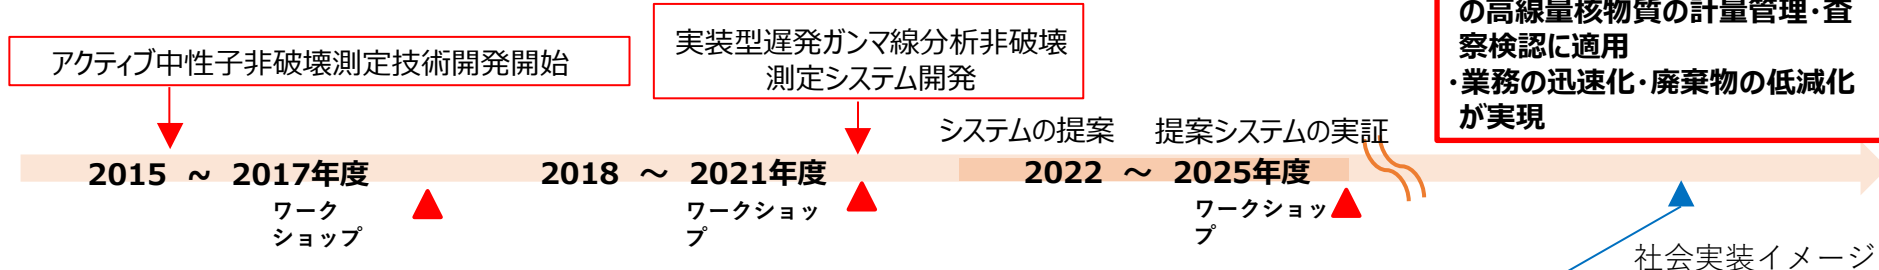 の高線量核物質の計量管理・査
察検認に適用
・業務の迅速化・廃棄物の低減化
が実現
アクティブ中性子非破壊測定技術開発開始
実装型遅発ガンマ線分析非破壊
測定システム開発
システムの提案 提案システムの実証
2015 ~ 2017年度
2018 ～ 2021年度
2022 ～ 2025年度
ワーク
ショップ
ワークショッ
プ
ワークショッ
プ
社会実装イメージ